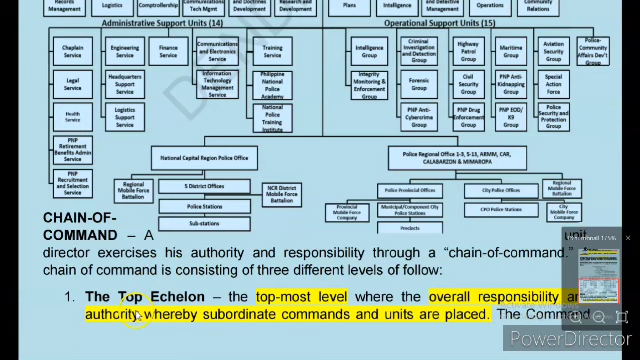 Records Management
Logistics
Comptrollership
Communications Tech Mgmt
and Doctrines Development
Research and Development
Plans
Intelligence
and Detective Management
Operations
Community Relations
Administrative Support Units (14)
Operational Support Units (15)
Chaplain Service
Engineering Service
Finance Service
Communications and Electronics Service
Training Service
Legal Service
Headquarters Support Service
Information Technology Management Service
Philippine National Police Academy
Health Service
Logistics Support Service
National Police Training Institute
PNP Retirement Benefits Admin Service
PNP Recruitment and Selection Service
Intelligence Group
Criminal Investigation and Detection Group
Highway Patrol Group
Maritime Group
Aviation Security Group
Police-Community Affairs Dev't Group
Integrity Monitoring & Enforcement Group
Forensic Group
Civil Security Group
PNP Anti-Kidnapping Group
Special Action Force
PNP Anti-Cybercrime Group
PNP Drug Enforcement Group
PNP EOD/K9 Group
Police Security and Protection Group
National Capital Region Police Office
Police Regional Office 1-3, 5-13, ARMM, CAR, CALABARZON & MIMAROPA
Regional Mobile Force Battalion
5 District Offices
NCR District Mobile Force Battalion
Police Stations
Sub-stations
Police Provincial Offices
City Police Offices
Regional Mobile Force Battalion
Provincial Mobile Force Company
Municipal/Component City Police Stations
CPO Police Stations
City Mobile Force Company
Precincts
CHAIN-OF-
COMMAND – A unit
director exercises his authority and responsibility through a “chain-of-command.”
chain of command is consisting of three different levels of follow:
1. The Top Echelon – the top-most level where the overall responsibility an
authority whereby subordinate commands and units are placed. The Command
PowerDirector